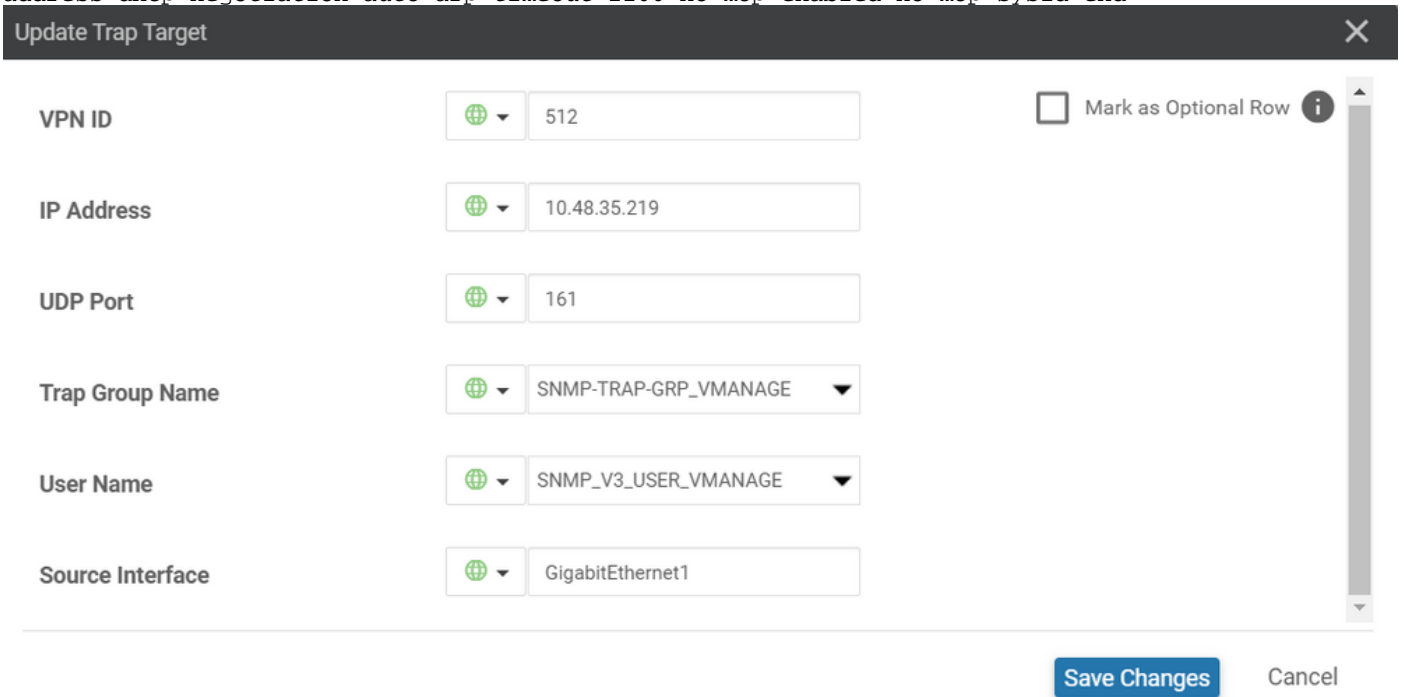 Update Trap Target
VPN ID 512 Mark as Optional Row i
IP Address 10.48.35.219
UDP Port 161
Trap Group Name SNMP-TRAP-GRP_VMANAGE
User Name SNMP_V3_USER_VMANAGE
Source Interface GigabitEthernet1
Save Changes Cancel